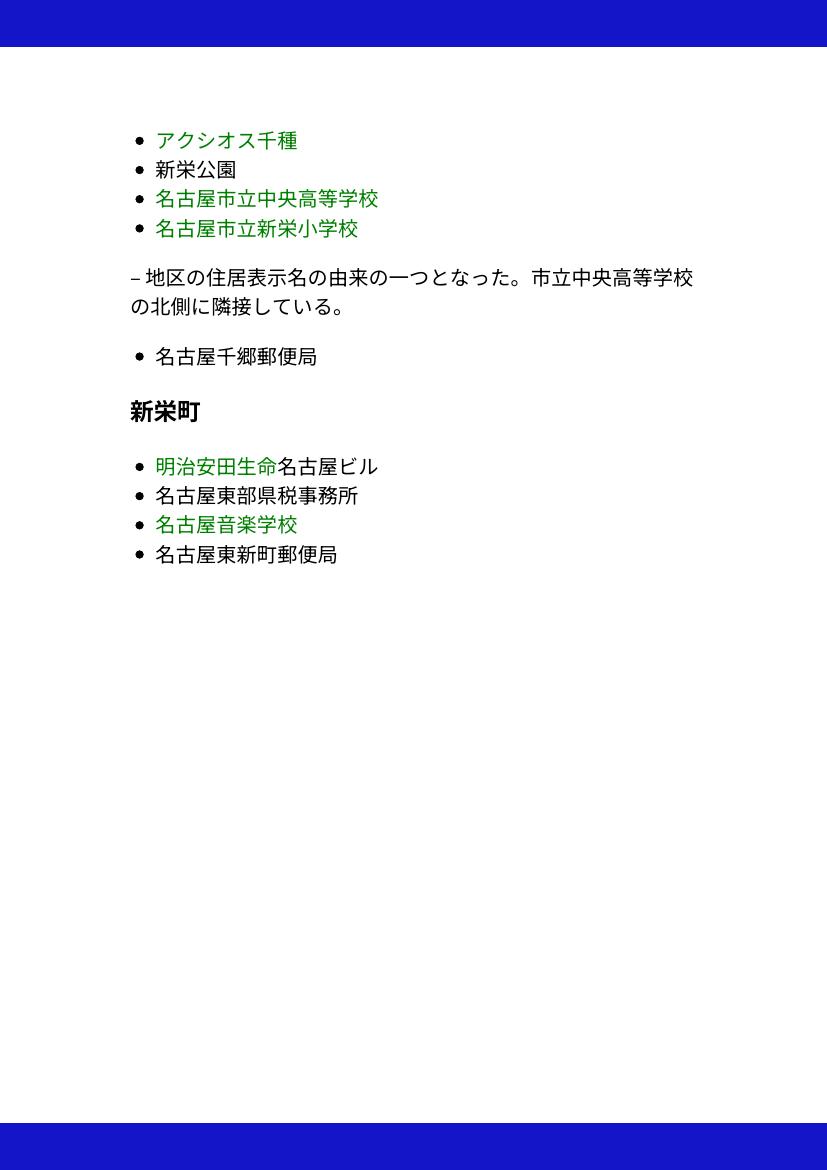 アクシオス千種
新栄公園
名古屋市立中央高等学校
名古屋市立新栄小学校
– 地区の住居表示名の由来の一つとなった。市立中央高等学校
の北側に隣接している。
名古屋千郷郵便局
新栄町
明治安田生命名古屋ビル
名古屋東部県税事務所
名古屋音楽学校
名古屋東新町郵便局